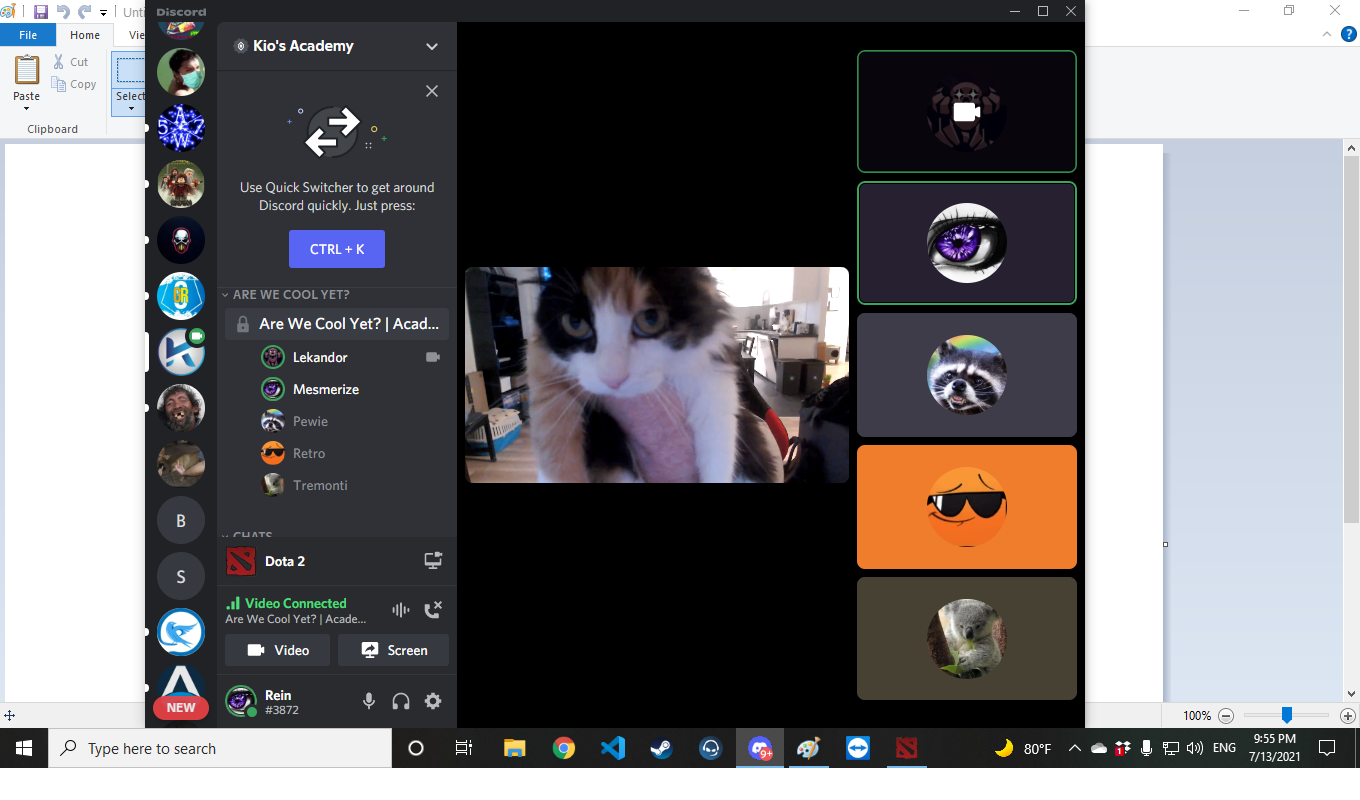 Unti
Discord
File
Home
Vie
Cut
Copy
Paste
Select
Clipboard
Kio's Academy
Use Quick Switcher to get around
Discord quickly. Just press:
CTRL + K
ARE WE COOL YET?
Are We Cool Yet? | Acad...
Lekandor
Mesmerize
Pewie
Retro
Tremonti
CHATS
Dota 2
Video Connected
Are We Cool Yet? | Acade...
Video
Screen
Rein
#3872
B
S
NEW
100%
Type here to search
9+
80°F
1
ENG
9:55 PM
7/13/2021